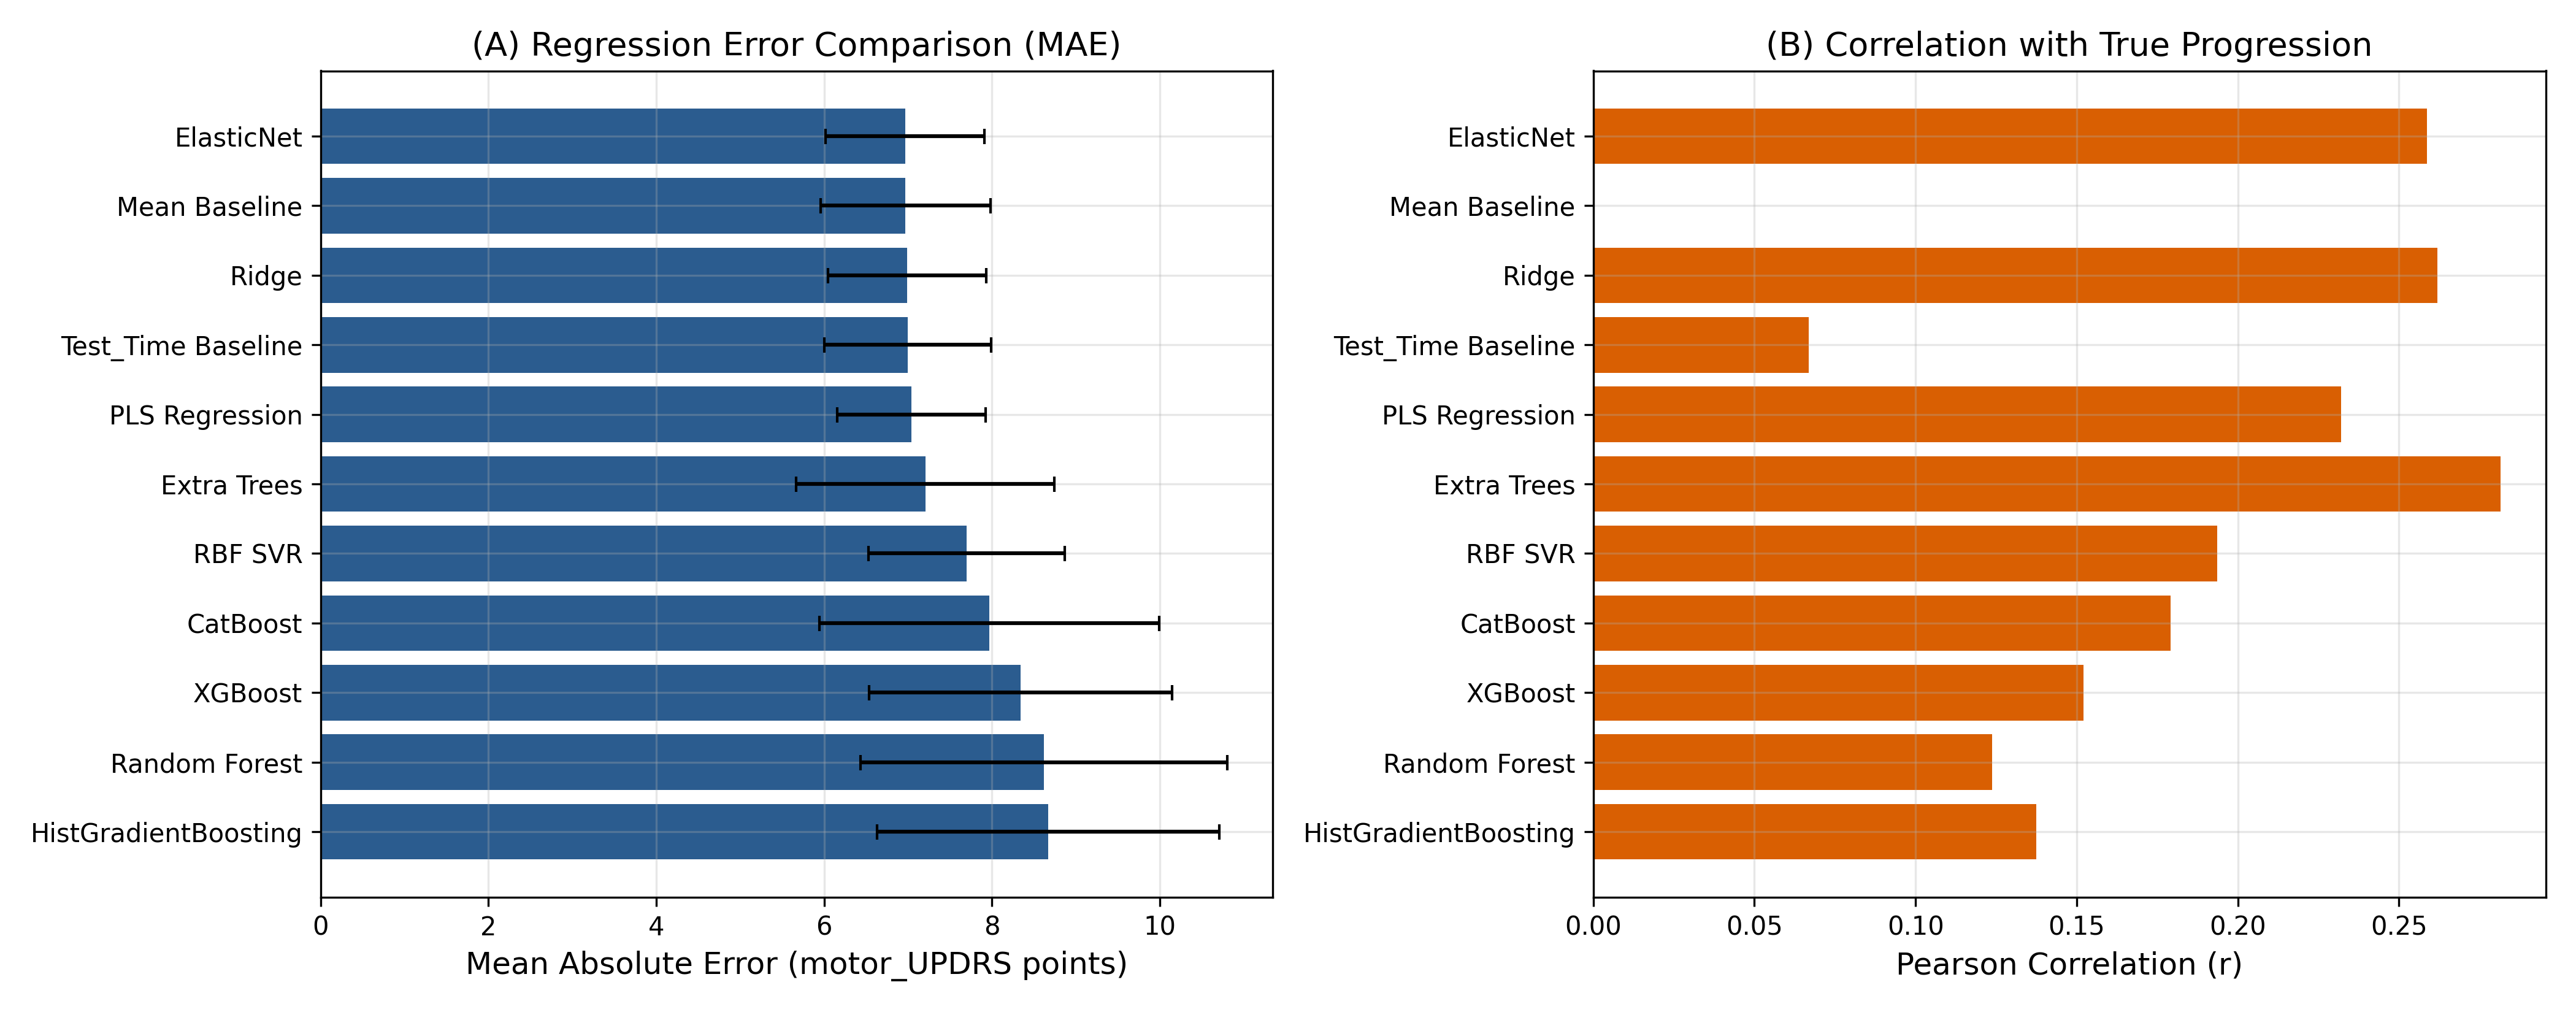 (A) Regression Error Comparison (MAE)
ElasticNet
Mean Baseline
Ridge
Test_Time Baseline
PLS Regression
Extra Trees
RBF SVR
CatBoost
XGBoost
Random Forest
HistGradientBoosting
0 2 4 6 8 10
Mean Absolute Error (motor_UPDRS points)
(B) Correlation with True Progression
ElasticNet
Mean Baseline
Ridge
Test_Time Baseline
PLS Regression
Extra Trees
RBF SVR
CatBoost
XGBoost
Random Forest
HistGradientBoosting
0.00 0.05 0.10 0.15 0.20 0.25
Pearson Correlation (r)